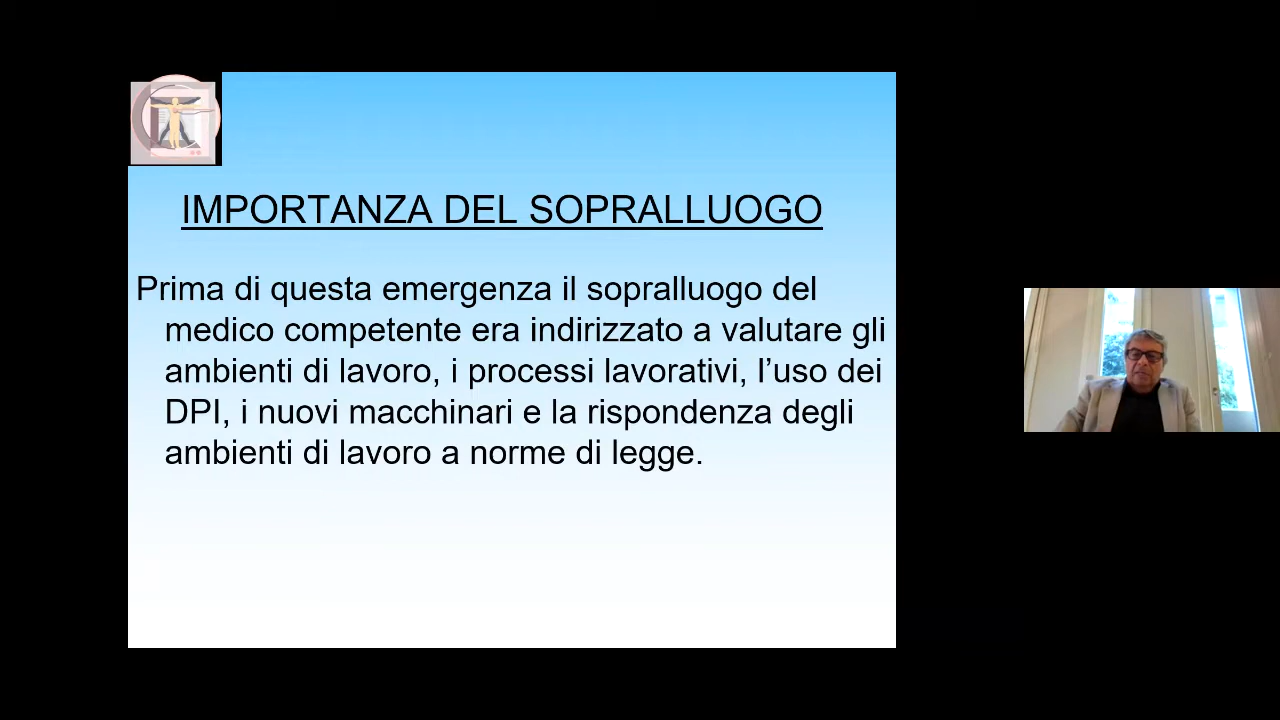 IMPORTANZA DEL SOPRALLUOGO
Prima di questa emergenza il sopralluogo del
medico competente era indirizzato a valutare gli
ambienti di lavoro, i processi lavorativi, l’uso dei
DPI, i nuovi macchinari e la rispondenza degli
ambienti di lavoro a norme di legge.